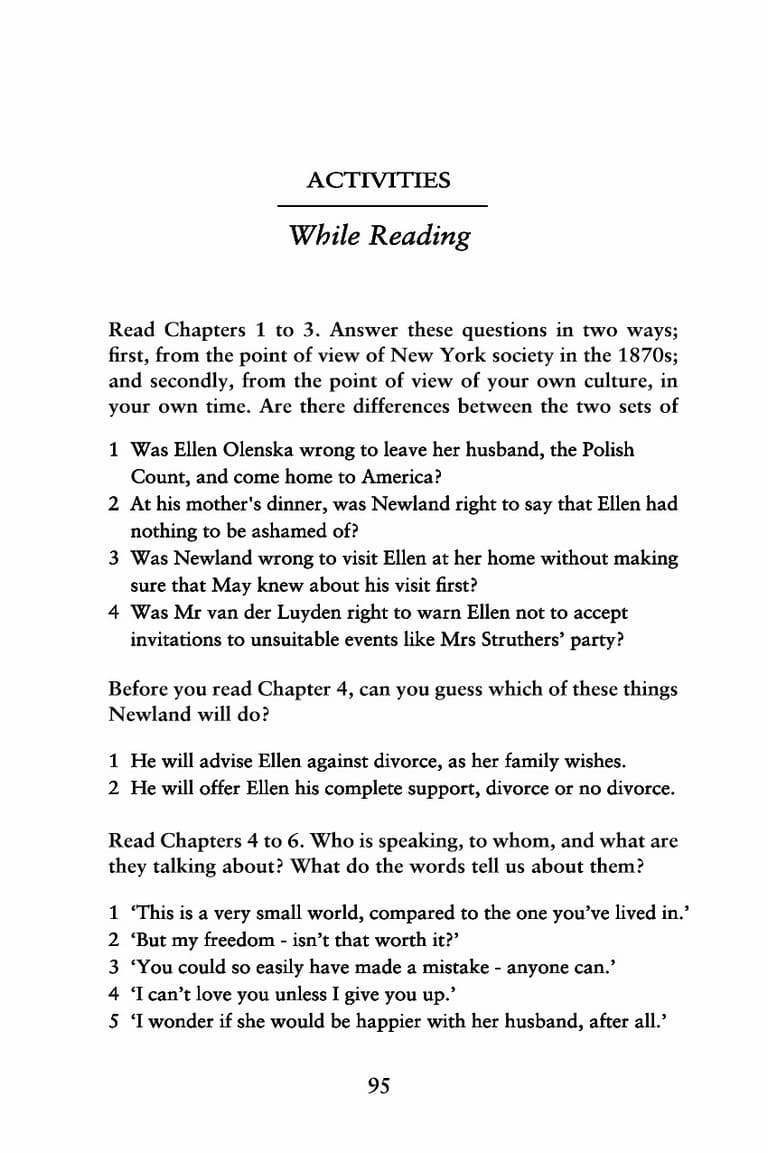 ACTIVITIES
While Reading
Read Chapters 1 to 3. Answer these questions in two ways;
first, from the point of view of New York society in the 1870s;
and secondly, from the point of view of your own culture, in
your own time. Are there differences between the two sets of
1 Was Ellen Olenska wrong to leave her husband, the Polish
Count, and come home to America?
2 At his mother's dinner, was Newland right to say that Ellen had
nothing to be ashamed of?
3 Was Newland wrong to visit Ellen at her home without making
sure that May knew about his visit first?
4 Was Mr van der Luyden right to warn Ellen not to accept
invitations to unsuitable events like Mrs Struthers’ party?
Before you read Chapter 4, can you guess which of these things
Newland will do?
1 He will advise Ellen against divorce, as her family wishes.
2 He will offer Ellen his complete support, divorce or no divorce.
Read Chapters 4 to 6. Who is speaking, to whom, and what are
they talking about? What do the words tell us about them?
1 ‘This is a very small world, compared to the one you’ve lived in.’
2 ‘But my freedom - isn’t that worth it?’
3 ‘You could so easily have made a mistake - anyone can.’
4 ‘I can’t love you unless I give you up.’
5 ‘I wonder if she would be happier with her husband, after all.’
95